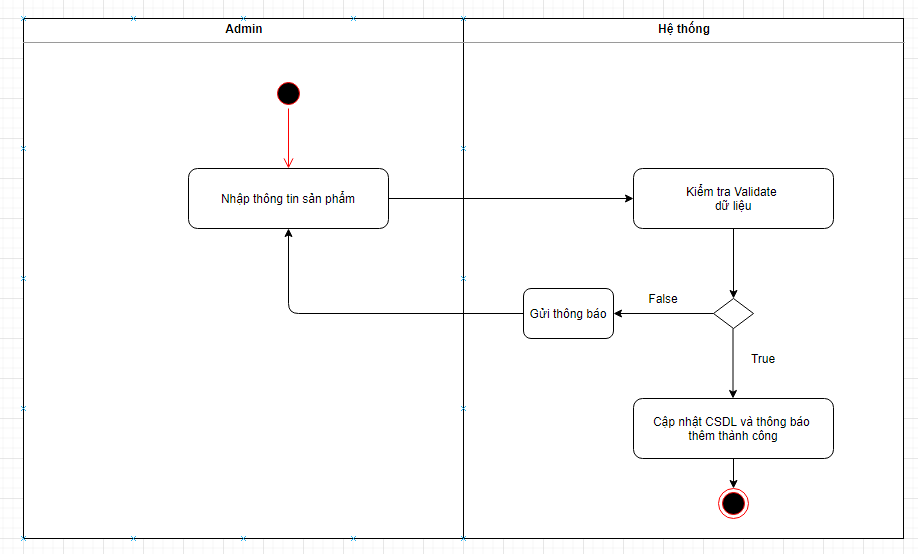 Admin
Hệ thống
Nhập thông tin sản phẩm
Kiểm tra Validate
dữ liệu
False
Gửi thông báo
True
Cập nhật CSDL và thông báo
thêm thành công